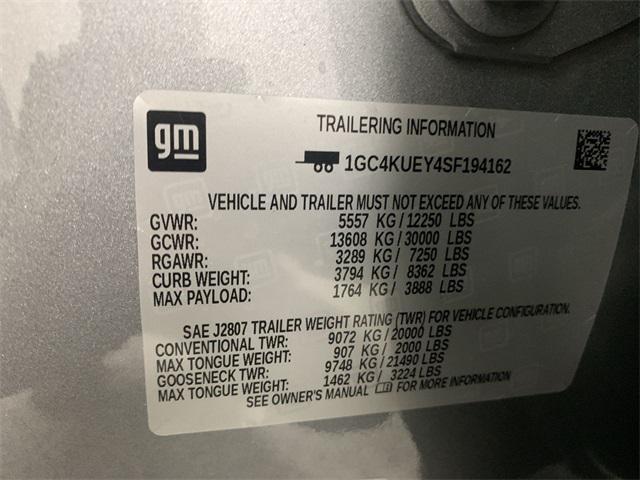 gm
TRAILERING INFORMATION
1GC4KUEY4SF194162
VEHICLE AND TRAILER MUST NOT EXCEED ANY OF THESE VALUES.
GVWR: 5557 KG / 12250 LBS
GCWR: 13608 KG / 30000 LBS
RGAWR: 3289 KG / 7250 LBS
CURB WEIGHT: 3794 KG / 8362 LBS
MAX PAYLOAD: 1764 KG / 3888 LBS
SAE J2807 TRAILER WEIGHT RATING (TWR) FOR VEHICLE CONFIGURATION.
CONVENTIONAL TWR: 9072 KG / 20000 LBS
MAX TONGUE WEIGHT: 907 KG / 2000 LBS
GOOSENECK TWR: 9748 KG / 21490 LBS
MAX TONGUE WEIGHT: 1462 KG / 3224 LBS
SEE OWNER'S MANUAL FOR MORE INFORMATION